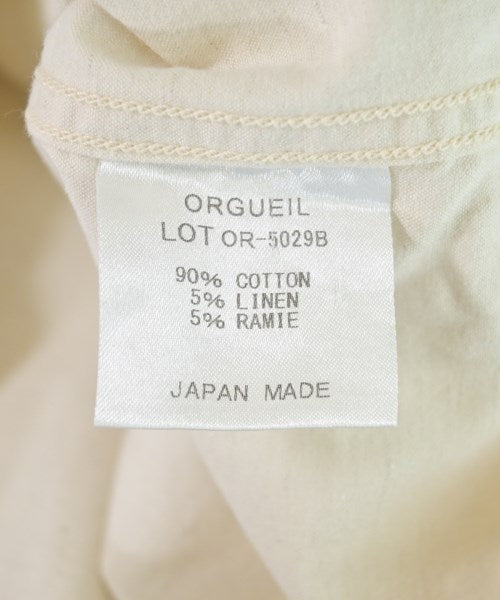 ORGUEIL
LOT OR-5029B
90% COTTON
5% LINEN
5% RAMIE
JAPAN MADE